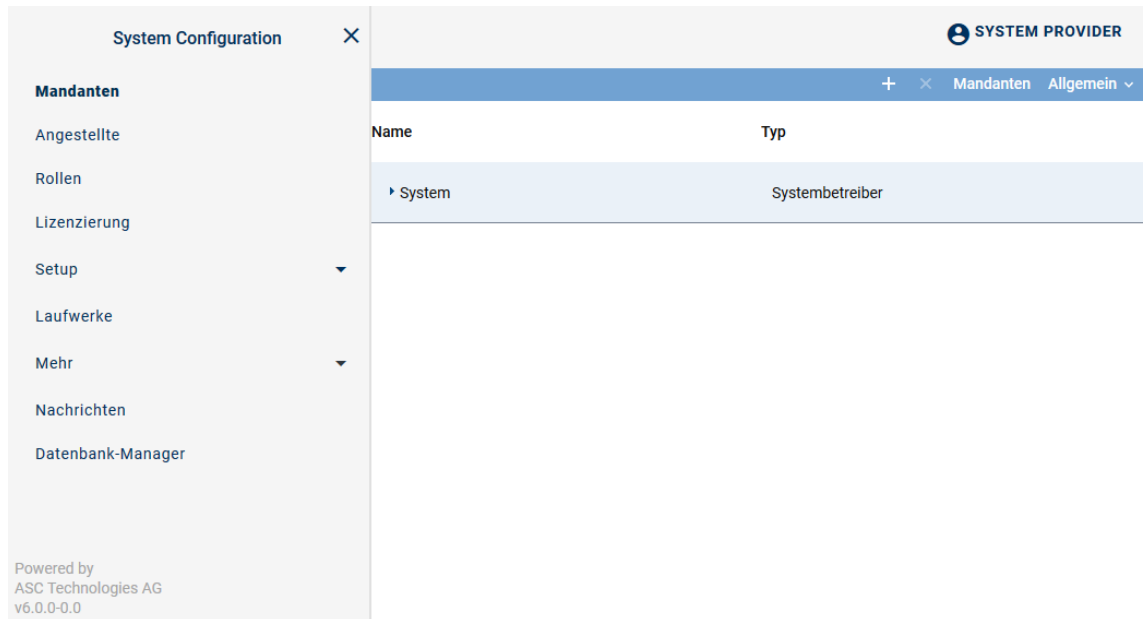 System Configuration
SYSTEM PROVIDER
Mandanten
Angestellte
Rollen
Lizenzierung
Setup
Laufwerke
Mehr
Nachrichten
Datenbank-Manager
Powered by
ASC Technologies AG
v6.0.0-0.0
Mandanten Allgemein
Name Typ
System Systembetreiber